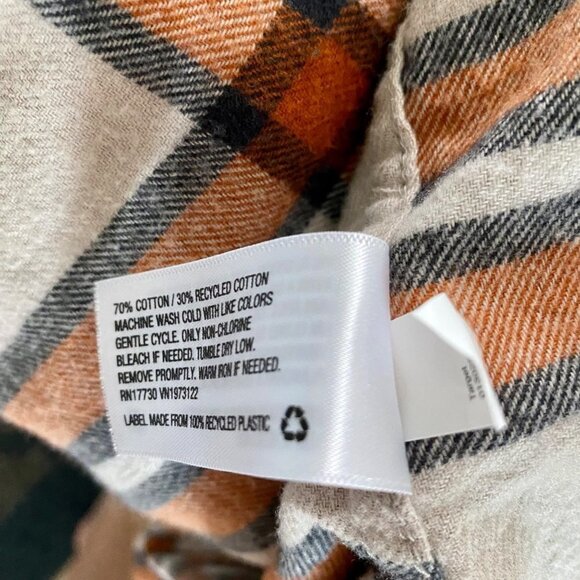 70% COTTON / 30% RECYCLED COTTON
MACHINE WASH COLD WITH LIKE COLORS
GENTLE CYCLE. ONLY NON-CHLORINE
BLEACH IF NEEDED. TUMBLE DRY LOW.
REMOVE PROMPTLY. WARM IRON IF NEEDED.
RN17730 VN1973122
LABEL MADE FROM 100% RECYCLED PLASTIC